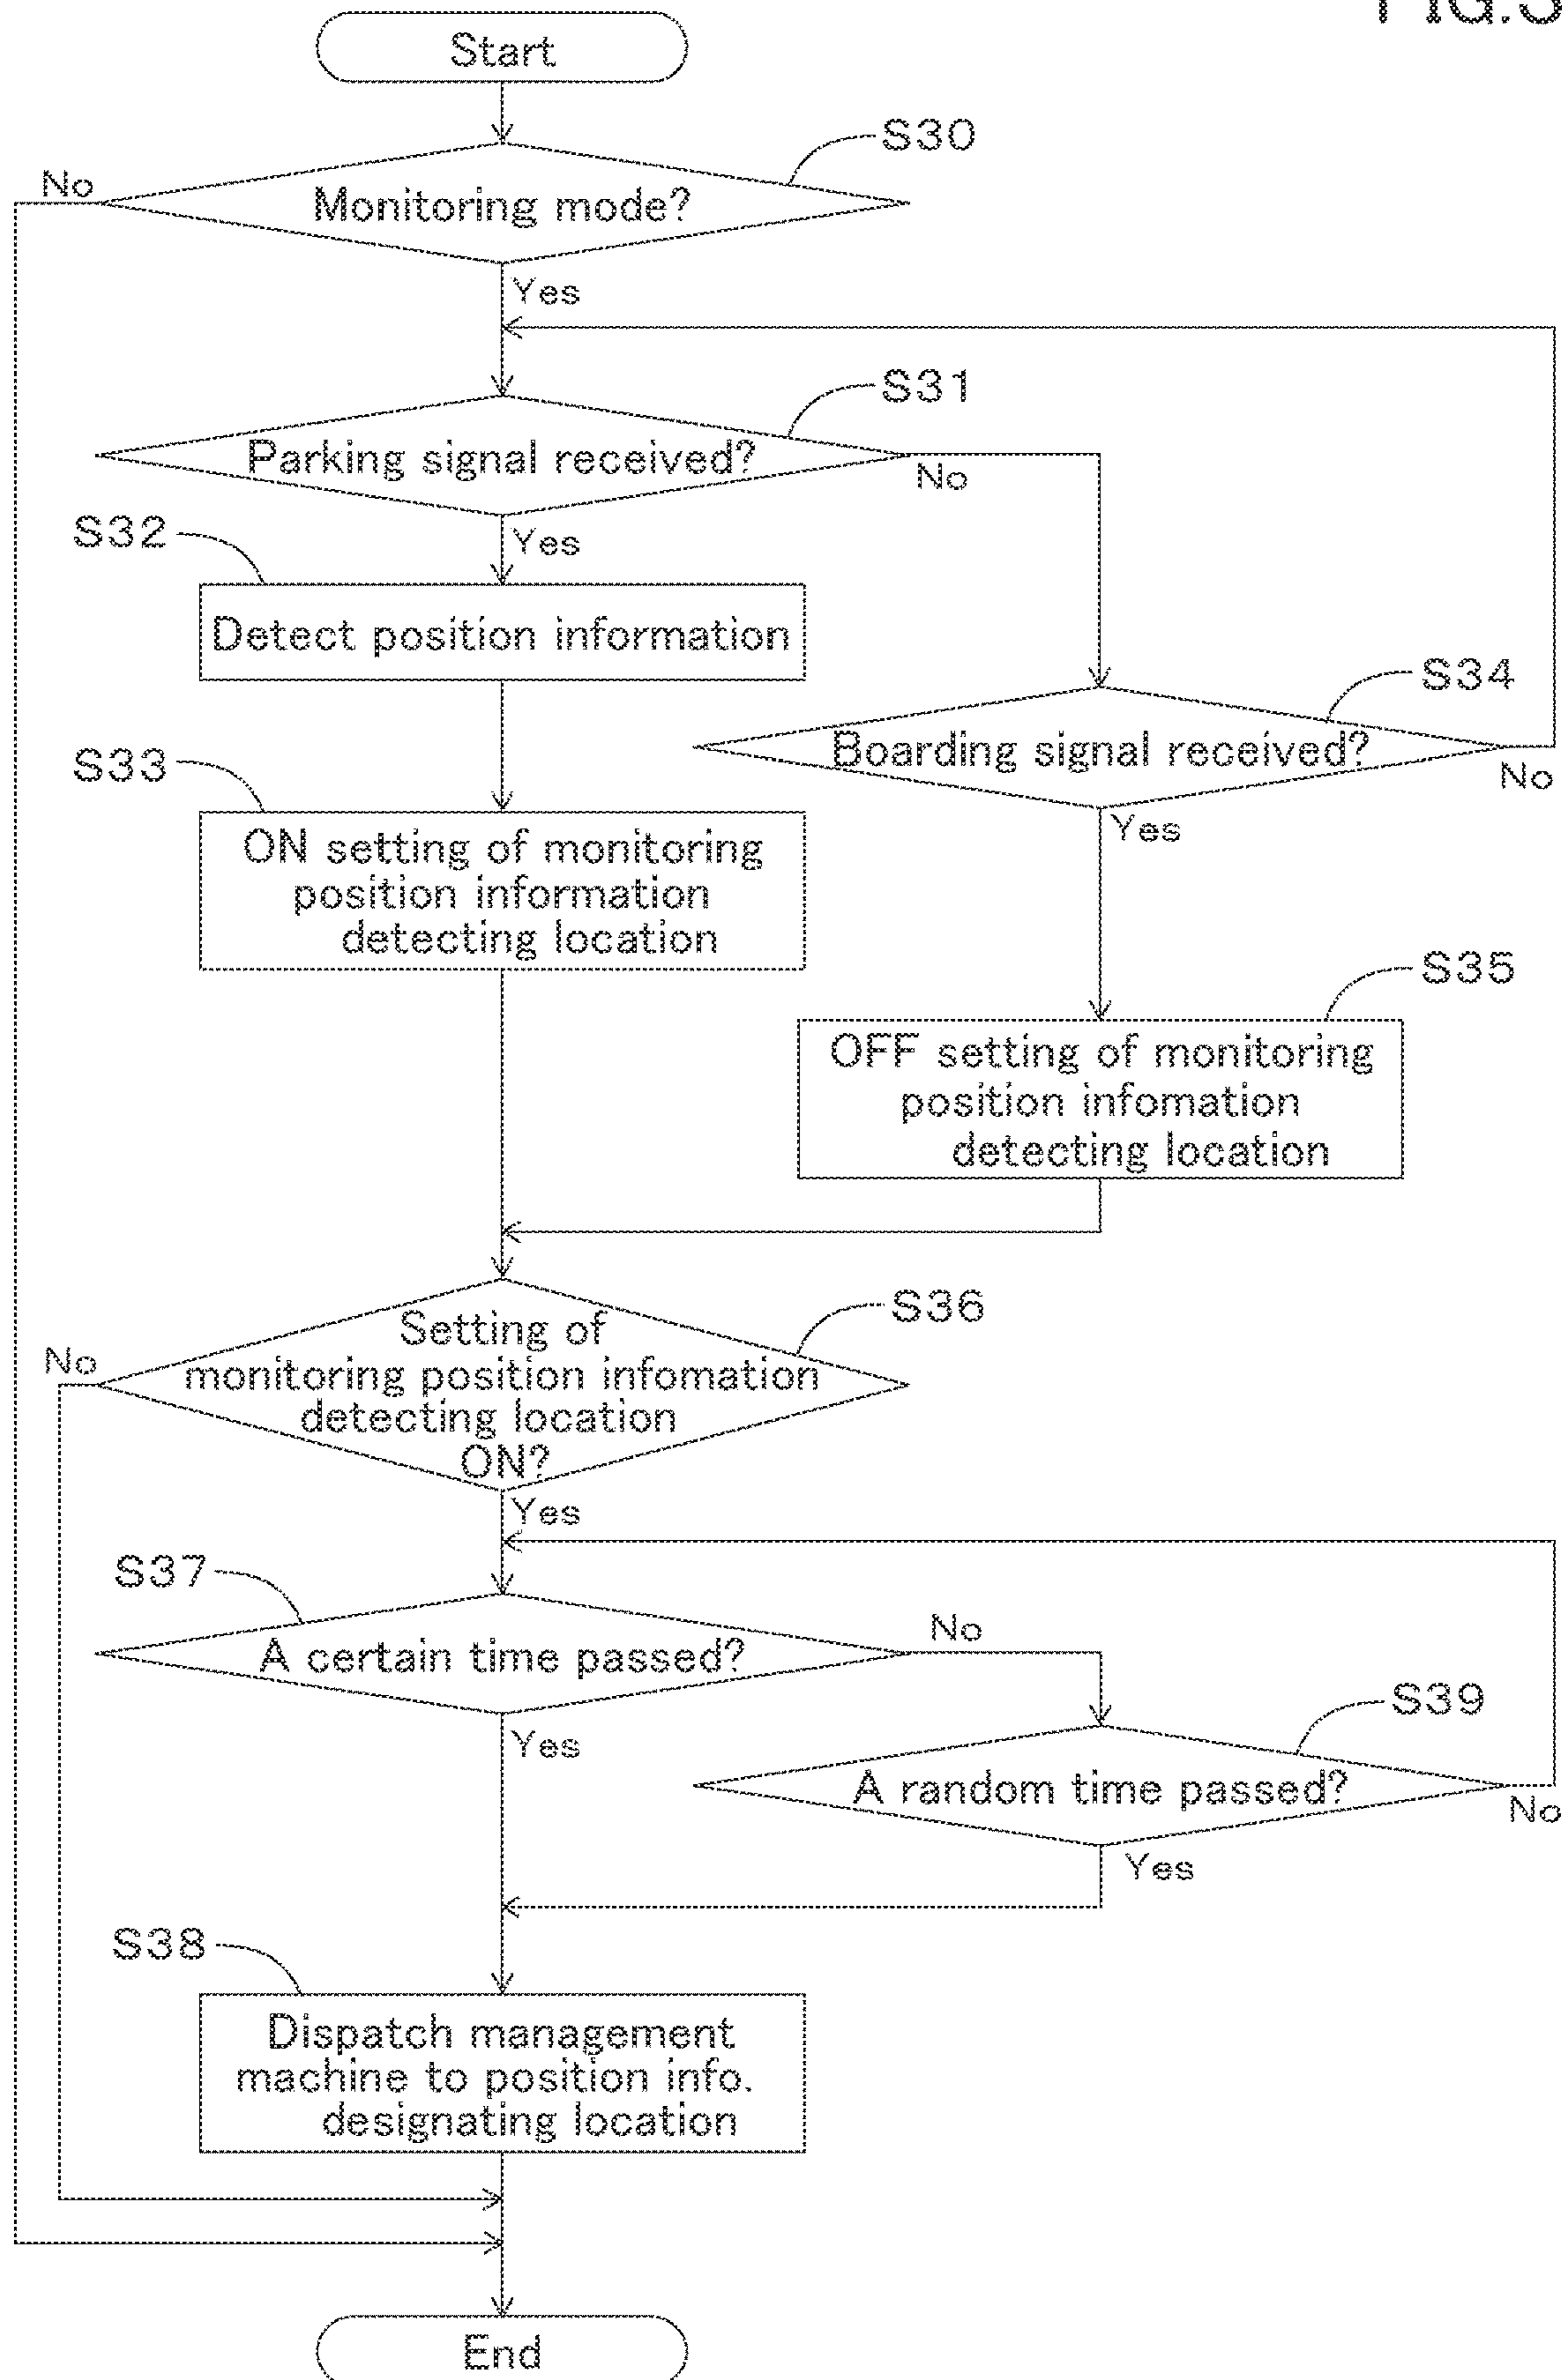 FIG.3
Start
S30
No
Monitoring mode?
Yes
S31
Parking signal received?
No
S32
Yes
Detect position information
S34
Boarding signal received?
No
S33
Yes
ON setting of monitoring
position information
detecting location
S35
OFF setting of monitoring
position infomation
detecting location
S36
No
Setting of
monitoring position infomation
detecting location
ON?
Yes
S37
No
A certain time passed?
S39
Yes
A random time passed?
No
Yes
S38
Dispatch management
machine to position info.
designating location
End